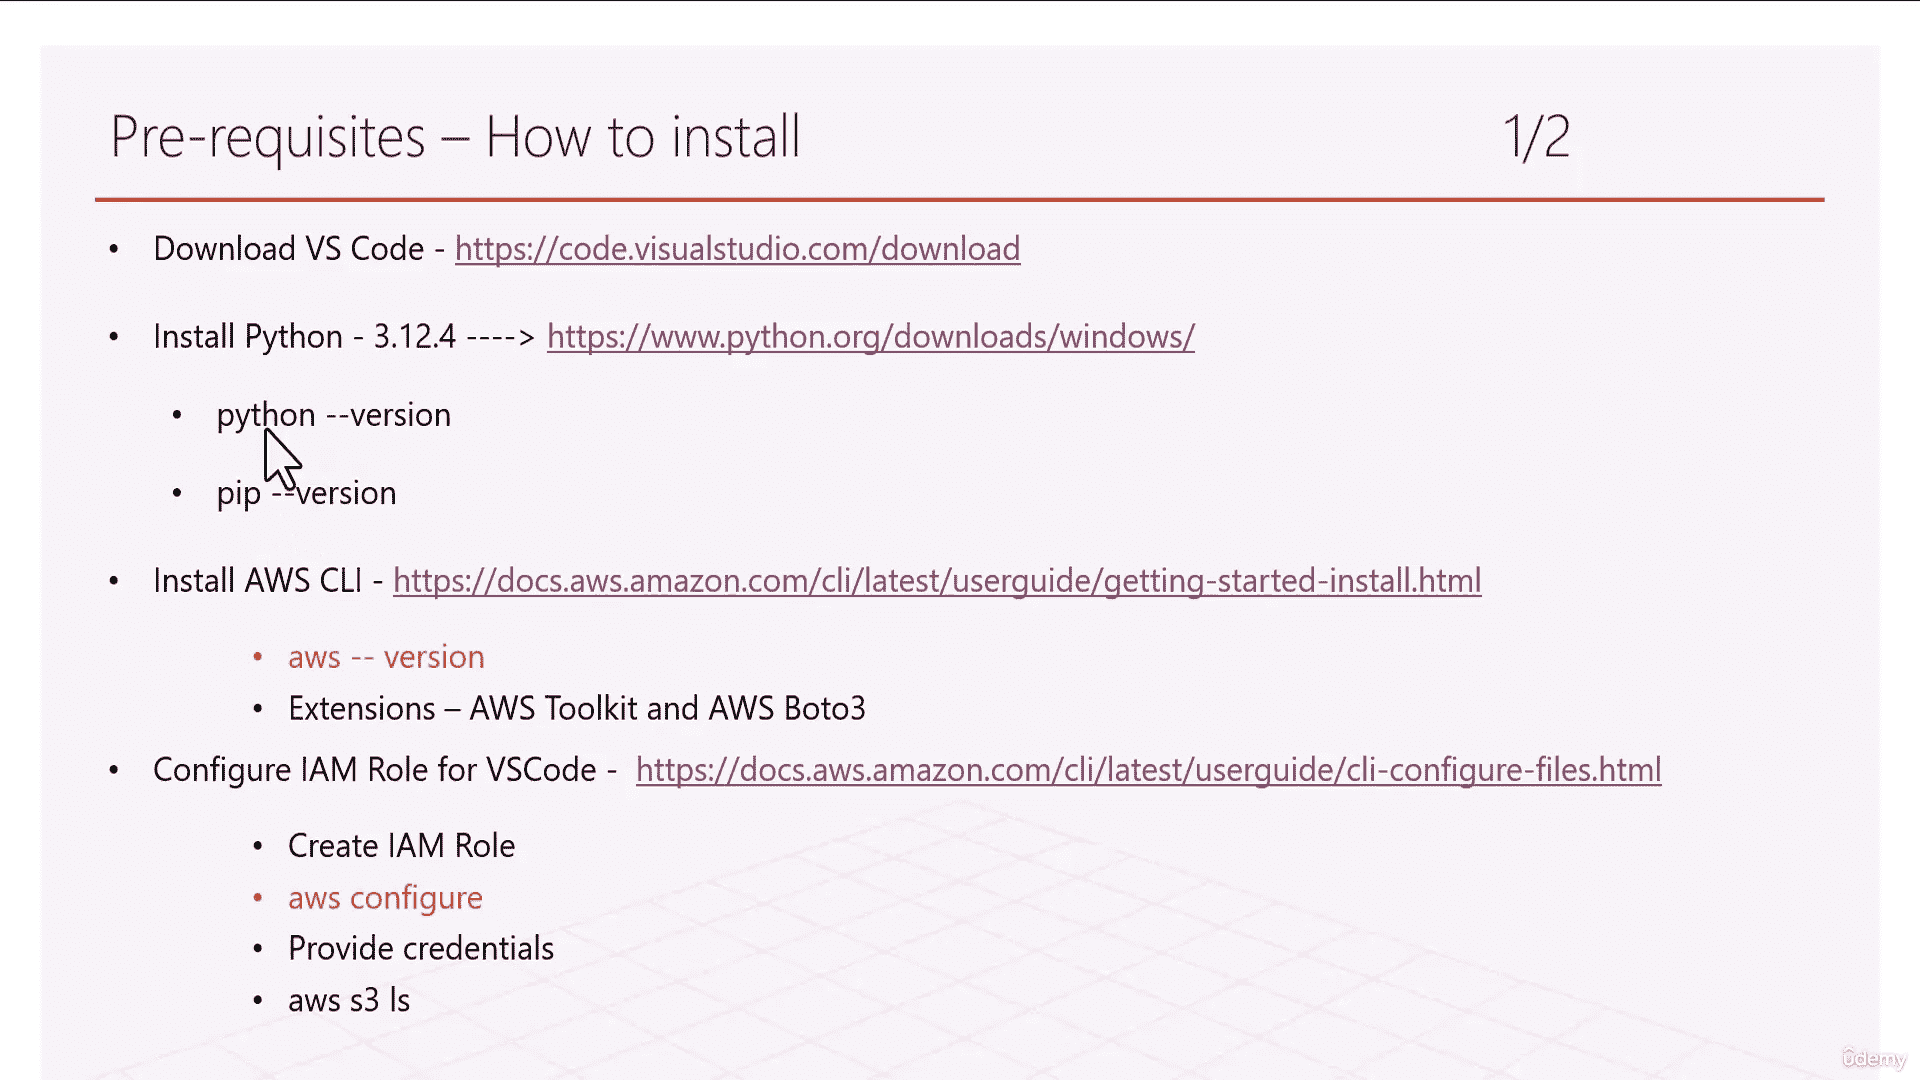 Pre-requisites – How to install 1/2
• Download VS Code - https://code.visualstudio.com/download
• Install Python - 3.12.4 ----> https://www.python.org/downloads/windows/
• python --version
• pip --version
• Install AWS CLI - https://docs.aws.amazon.com/cli/latest/userguide/getting-started-install.html
• aws -- version
• Extensions – AWS Toolkit and AWS Boto3
• Configure IAM Role for VSCode - https://docs.aws.amazon.com/cli/latest/userguide/cli-configure-files.html
• Create IAM Role
• aws configure
• Provide credentials
• aws s3 ls
ûdemy